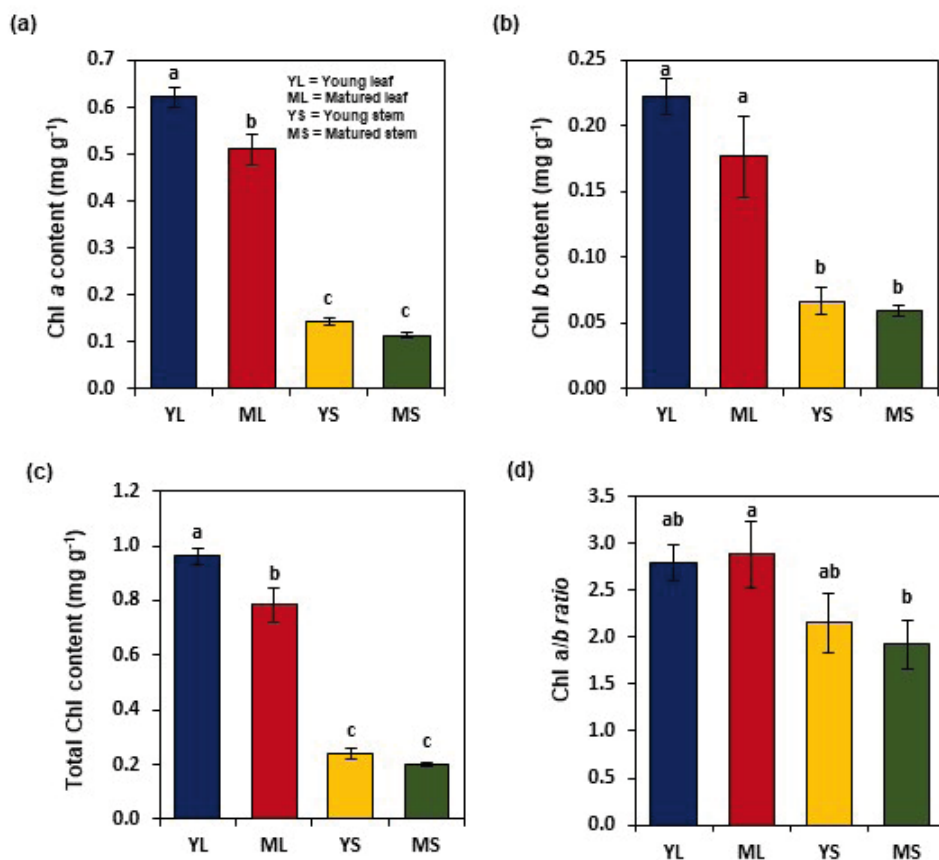 (a)
Chl a content (mg g⁻¹)
0.7
0.6
0.5
0.4
0.3
0.2
0.1
0.0
a
b
c
c
YL = Young leaf
ML = Matured leaf
YS = Young stem
MS = Matured stem
YL ML YS MS
(b)
Chl b content (mg g⁻¹)
0.25
0.20
0.15
0.10
0.05
0.00
a
a
b
b
YL ML YS MS
(c)
Total Chl content (mg g⁻¹)
1.2
1.0
0.8
0.6
0.4
0.2
0.0
a
b
c
c
YL ML YS MS
(d)
Chl a/b ratio
3.5
3.0
2.5
2.0
1.5
1.0
0.5
0.0
ab
a
ab
b
YL ML YS MS